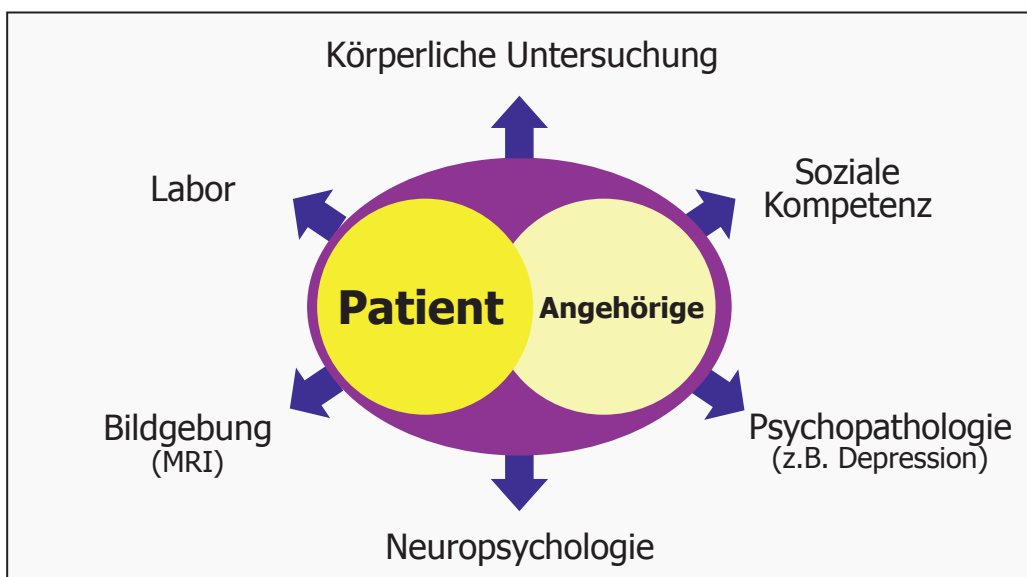 Körperliche Untersuchung
Labor
Soziale
Kompetenz
Patient
Angehörige
Bildgebung
(MRI)
Psychopathologie
(z.B. Depression)
Neuropsychologie